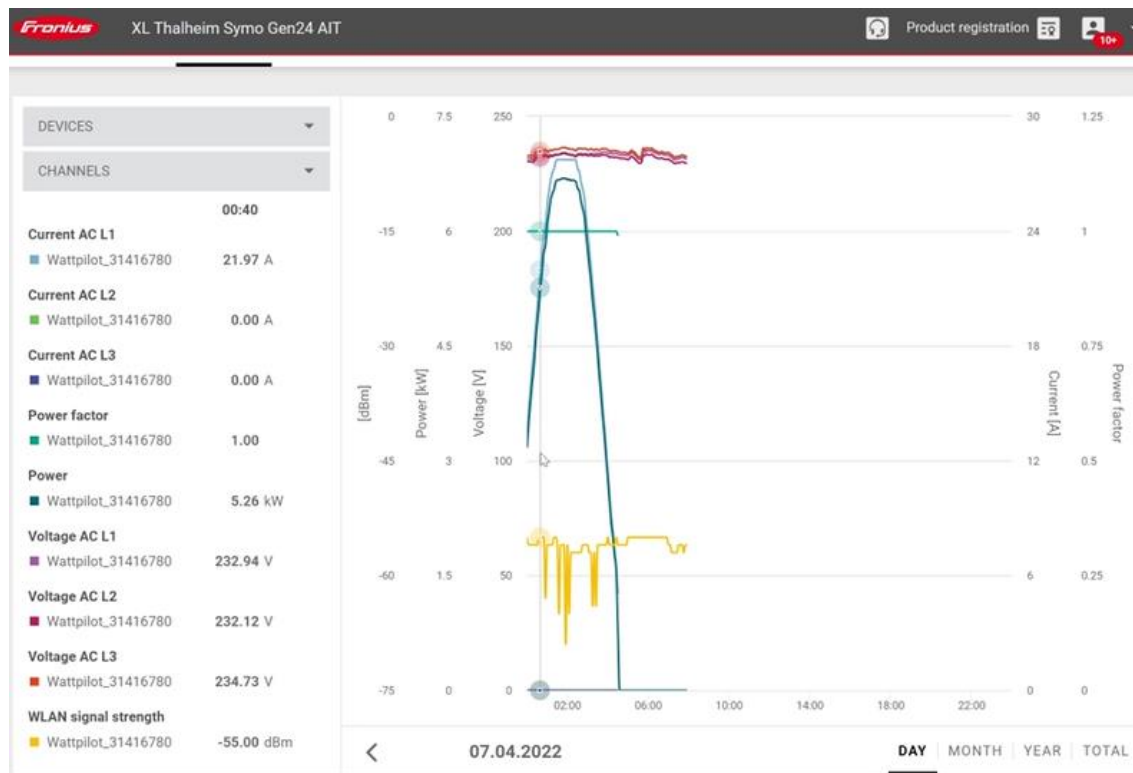 Fronius
XL Thalheim Symo Gen24 AIT
Product registration
10+
DEVICES
CHANNELS
00:40
Current AC L1
Wattpilot_31416780 21.97 A
Current AC L2
Wattpilot_31416780 0.00 A
Current AC L3
Wattpilot_31416780 0.00 A
Power factor
Wattpilot_31416780 1.00
Power
Wattpilot_31416780 5.26 kW
Voltage AC L1
Wattpilot_31416780 232.94 V
Voltage AC L2
Wattpilot_31416780 232.12 V
Voltage AC L3
Wattpilot_31416780 234.73 V
WLAN signal strength
Wattpilot_31416780 -55.00 dBm
0 7.5 250 30 1.25
-15 6 200 24 1
-30 4.5 150 18 0.75
[dBm]
Power [kW]
Voltage [V]
Current [A]
Power factor
-45 3 100 12 0.5
-60 1.5 50 6 0.25
-75 0 0 0 0
02:00 06:00 10:00 14:00 18:00 22:00
07.04.2022
DAY MONTH YEAR TOTAL